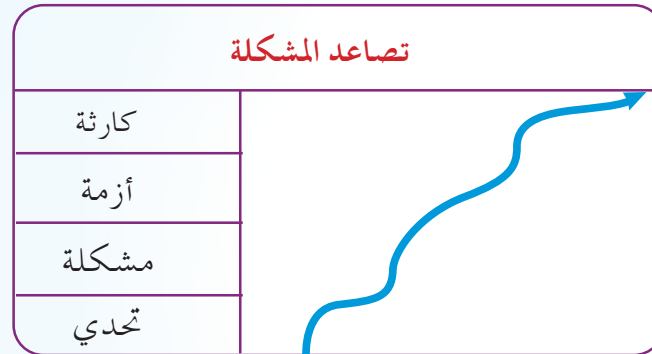 تصاعد المشكلة
كارثة
أزمة
مشكلة
تحدي